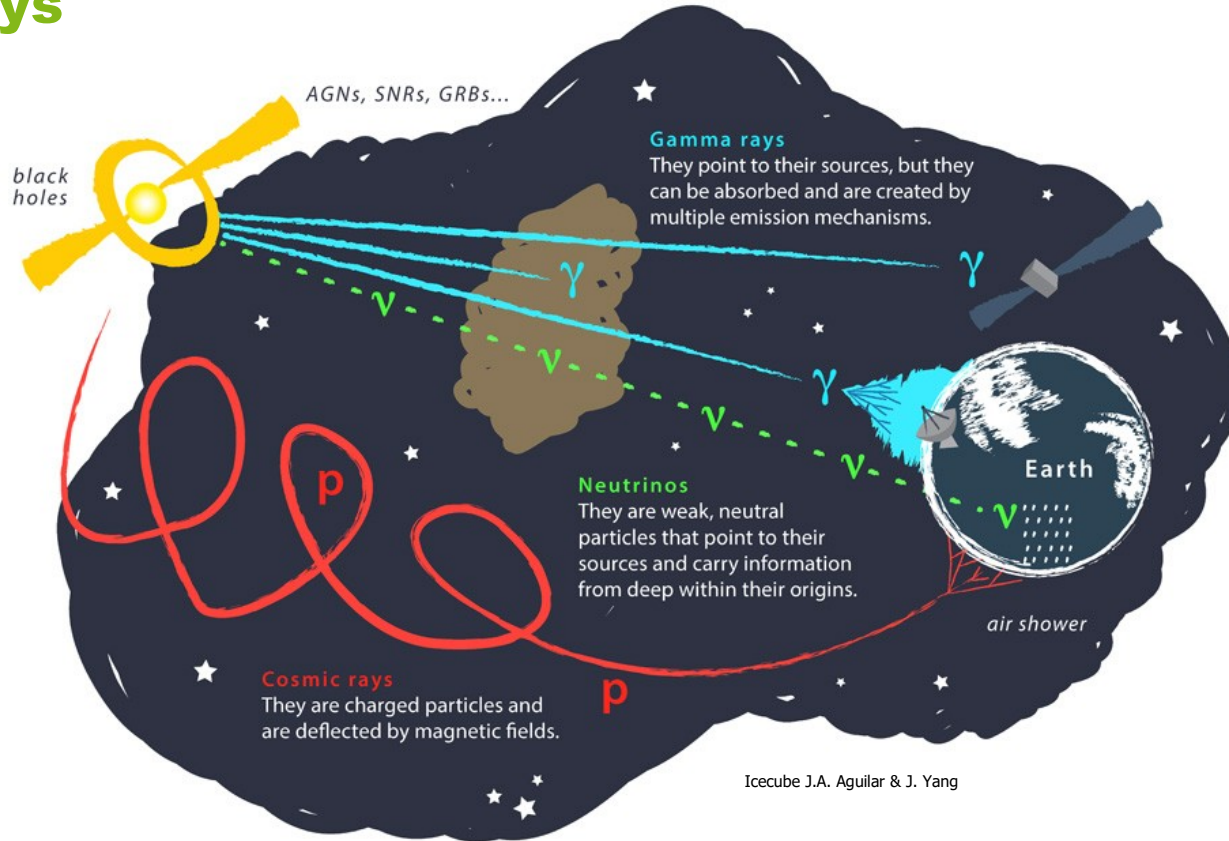 ys
AGNs, SNRs, GRBs...
black
holes
Gamma rays
They point to their sources, but they
can be absorbed and are created by
multiple emission mechanisms.
γ
γ
ν
ν
γ
ν
ν
Earth
ν
p
Neutrinos
They are weak, neutral
particles that point to their
sources and carry information
from deep within their origins.
air shower
Cosmic rays
They are charged particles and
are deflected by magnetic fields.
p
Icecube J.A. Aguilar & J. Yang